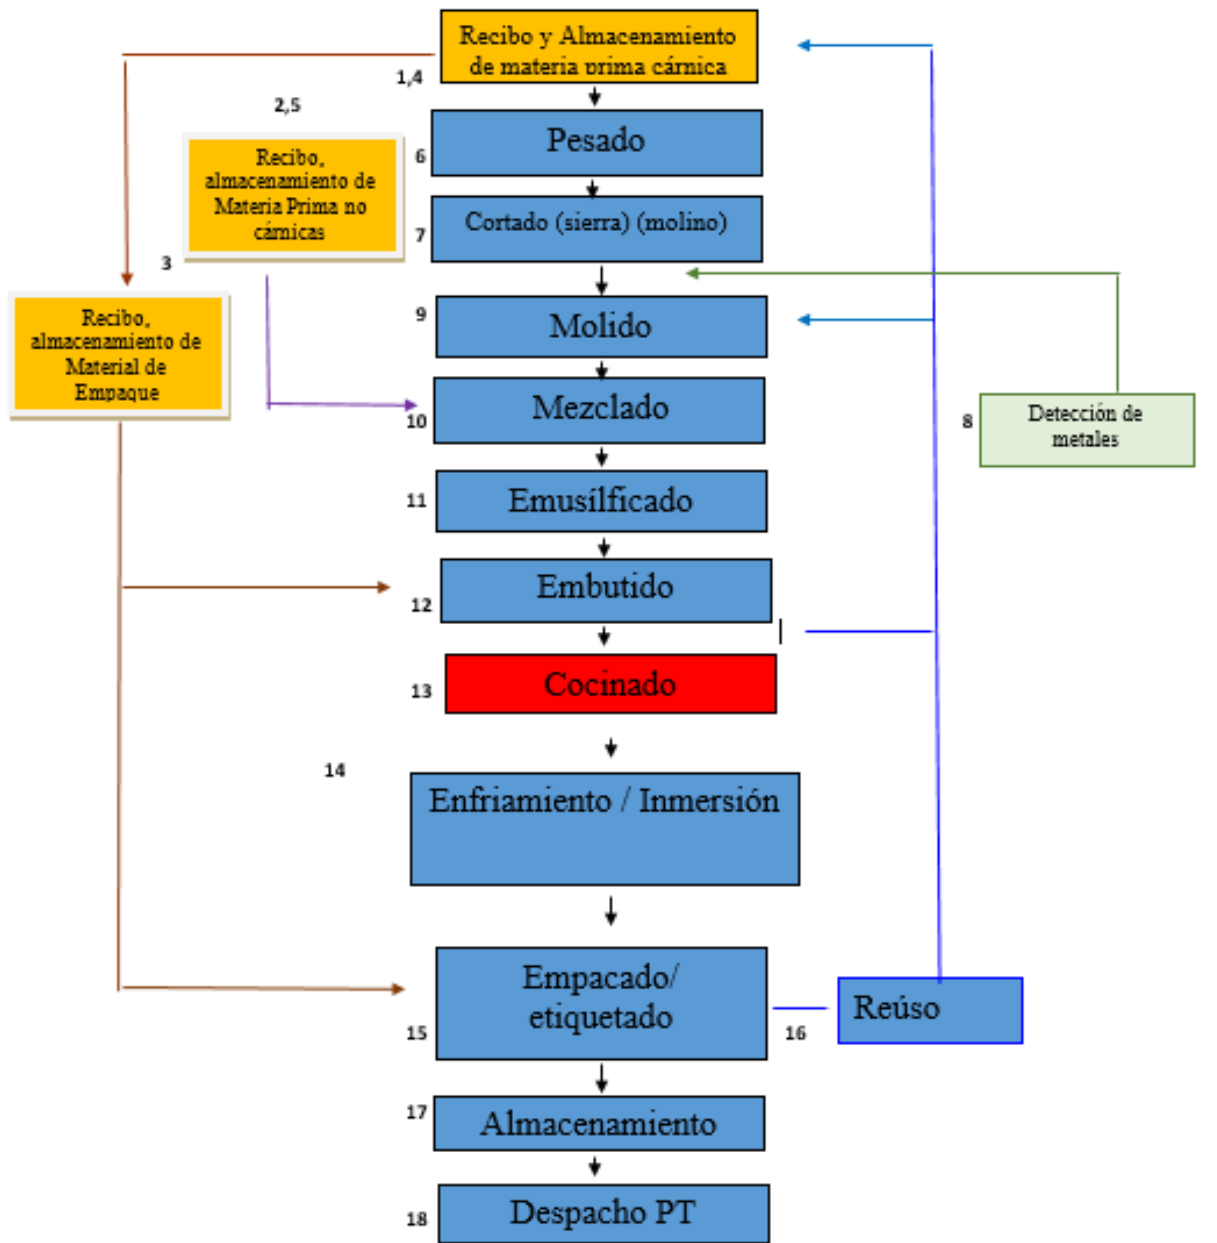 Recibo y Almacenamiento
de materia prima cárnica
1,4
2,5
Pesado
6
Recibo,
almacenamiento de
Materia Prima no
cárnicas
Cortado (sierra) (molino)
7
3
Recibo,
almacenamiento de
Material de
Empaque
9
Molido
Mezclado
10
8
Detección de
metales
11
Emusílficado
Embutido
12
Cocinado
13
14
Enfriamiento / Inmersión
Empacado/
etiquetado
15
16
Reúso
17
Almacenamiento
Despacho PT
18